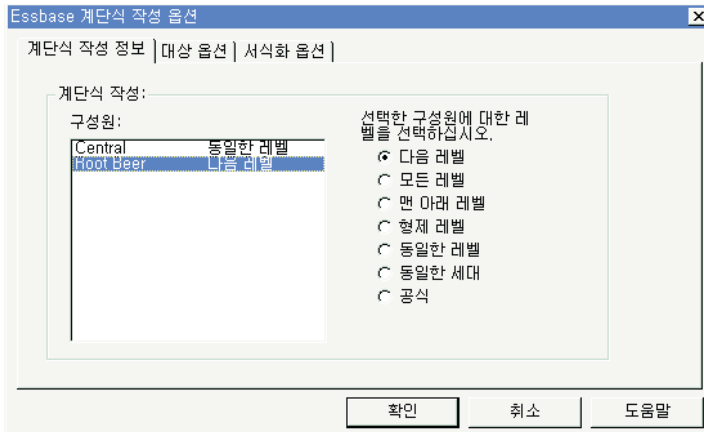 Essbase 계단식 작성 옵션
계단식 작성 정보 대상 옵션 서식화 옵션
계단식 작성:
구성원:
Central 동일한 레벨
Root Beer 다음 레벨
선택한 구성원에 대한 레
벨을 선택하십시오.
다음 레벨
모든 레벨
맨 아래 레벨
형제 레벨
동일한 레벨
동일한 세대
공식
확인 취소 도움말